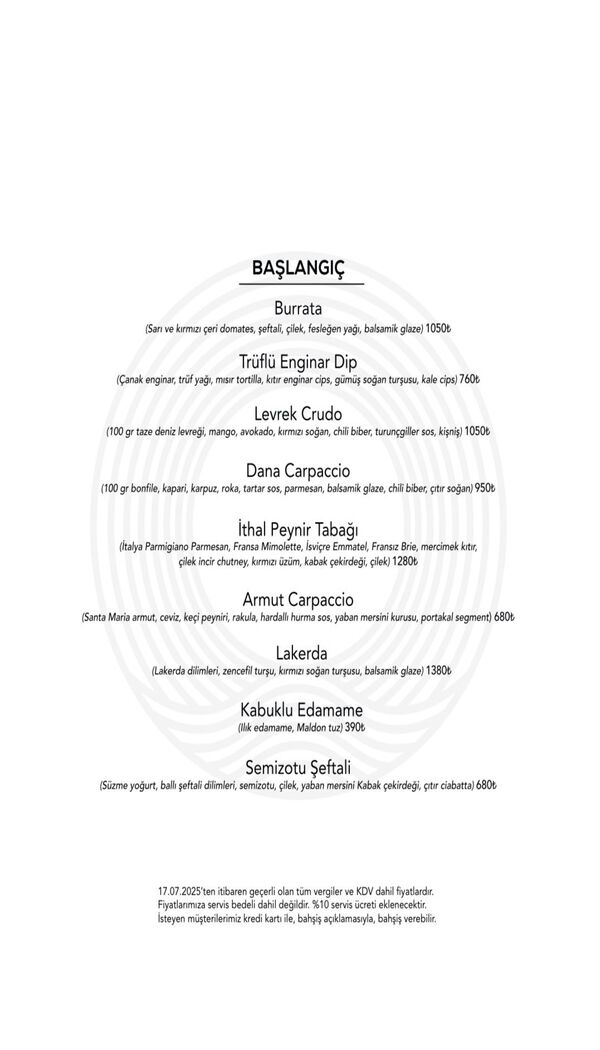 BAŞLANGIÇ
Burrata
(Sarı ve kırmızı çeri domates, şeftali, çilek, fesleğen yağı, balsamik glaze) 1050₺
Trüflü Enginar Dip
(Çanak enginar, trüf yağı, mısır tortilla, kıtır enginar cips, gümüş soğan turşusu, kale cips) 760₺
Levrek Crudo
(100 gr taze deniz levreği, mango, avokado, kırmızı soğan, chili biber, turunçgiller sos, kişniş) 1050₺
Dana Carpaccio
(100 gr bonfile, kapari, karpuz, roka, tartar sos, parmesan, balsamik glaze, chili biber, çıtır soğan) 950₺
İthal Peynir Tabağı
(İtalya Parmigiano Parmesan, Fransa Mimolette, İsviçre Emmatel, Fransız Brie, mercimek kıtır,
çilek incir chutney, kırmızı üzüm, kabak çekirdeği, çilek) 1280₺
Armut Carpaccio
(Santa Maria armut, ceviz, keçi peyniri, rakula, hardallı hurma sos, yaban mersini kurusu, portakal segment) 680₺
Lakerda
(Lakerda dilimleri, zencefil turşu, kırmızı soğan turşusu, balsamik glaze) 1380₺
Kabuklu Edamame
(Ilık edamame, Maldon tuz) 390₺
Semizotu Şeftali
(Süzme yoğurt, ballı şeftali dilimleri, semizotu, çilek, yaban mersini Kabak çekirdeği, çıtır ciabatta) 680₺
17.07.2025'ten itibaren geçerli olan tüm vergiler ve KDV dahil fiyatlardır.
Fiyatlarımıza servis bedeli dahil değildir. %10 servis ücreti eklenecektir.
İsteyen müşterilerimiz kredi kartı ile, bahşiş açıklamasıyla, bahşiş verebilir.